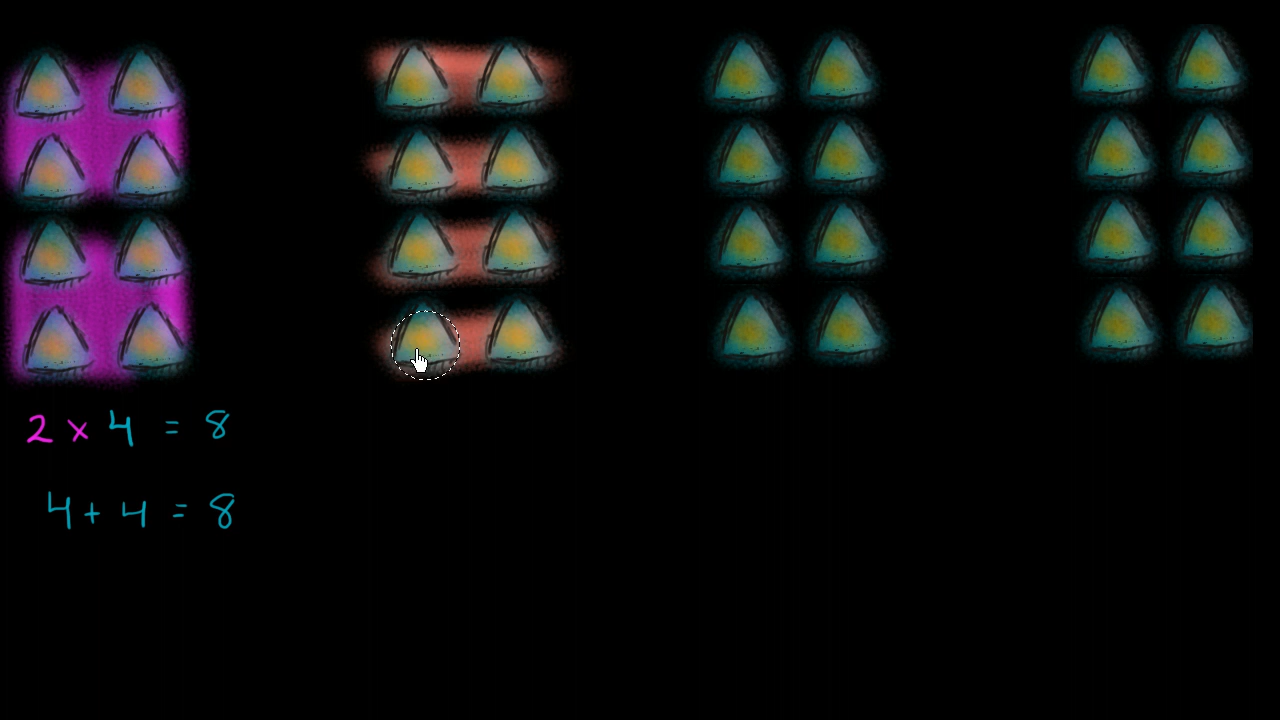 2 x 4 = 8
4 + 4 = 8